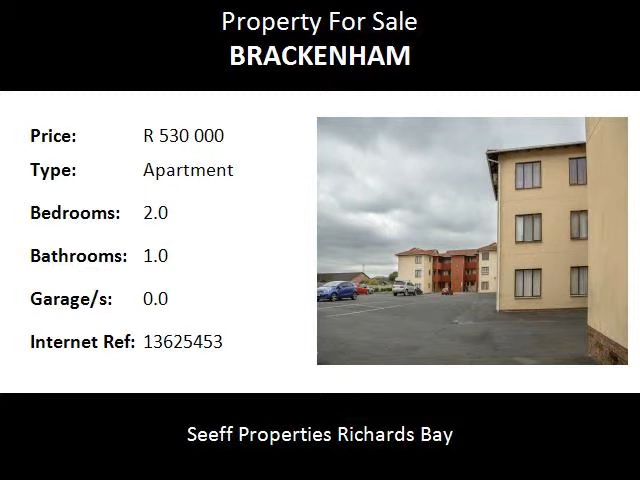 Property For Sale
BRACKENHAM
Price: R 530 000
Type: Apartment
Bedrooms: 2.0
Bathrooms: 1.0
Garage/s: 0.0
Internet Ref: 13625453
Seeff Properties Richards Bay